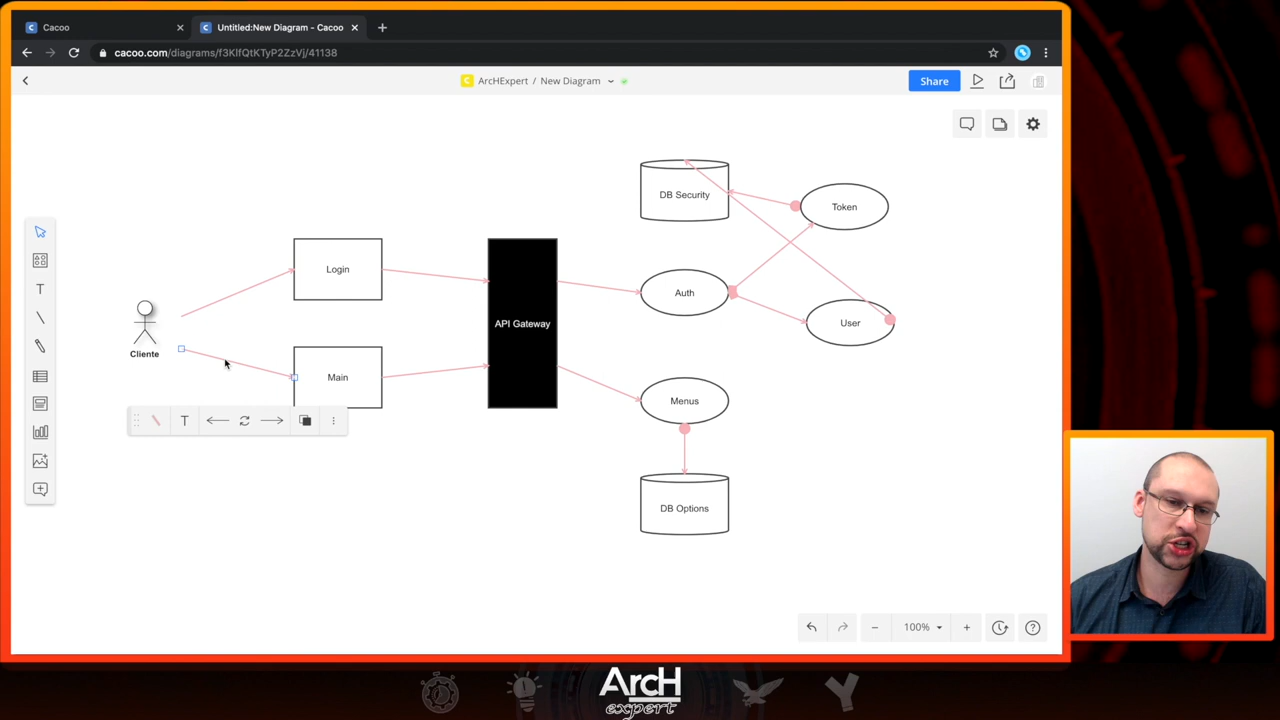 Cacoo
Untitled:New Diagram - Cacoo
cacoo.com/diagrams/f3KlfQtKTyP2ZzVj/41138
ArcHExpert / New Diagram
Share
DB Security
Token
Login
Auth
API Gateway
User
Cliente
Main
Menus
DB Options
100%
ArcH
expert